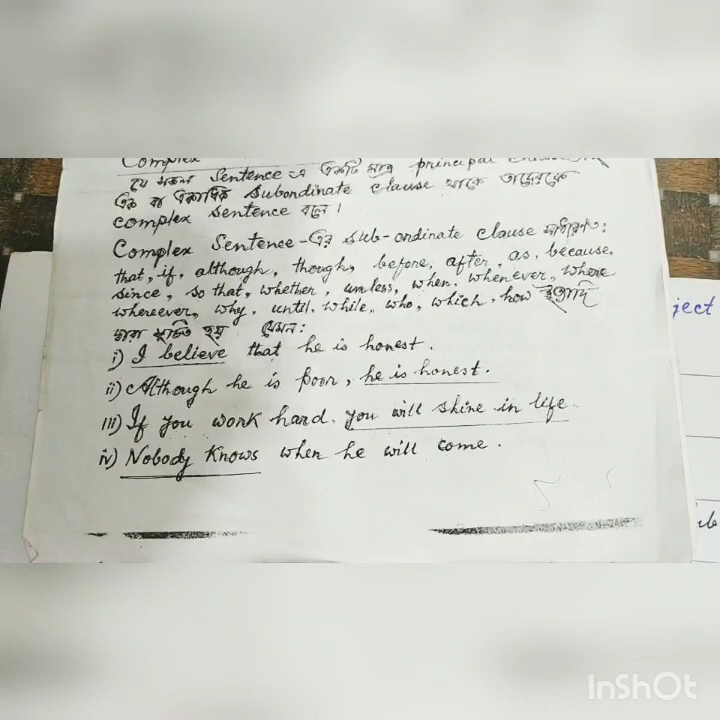 Complex
যে সকল Sentence এ একটি মাত্র principal
এক বা একাধিক Subordinate clause থাকে তাদেরকে
complex sentence বলে।
Complex Sentence-এর sub-ordinate clause সাধারণত:
that, if, although, though, before, after, as, because,
since, so that, whether, unless, when, whenever, where
whereever, why, until, while, who, which, how ইত্যাদি
দ্বারা সূচিত হয় যেমন:
i) I believe that he is honest.
ii) Although he is poor, he is honest.
III) If you work hard, you will shine in life.
iv) Nobody Knows when he will come.
ject
InShOt